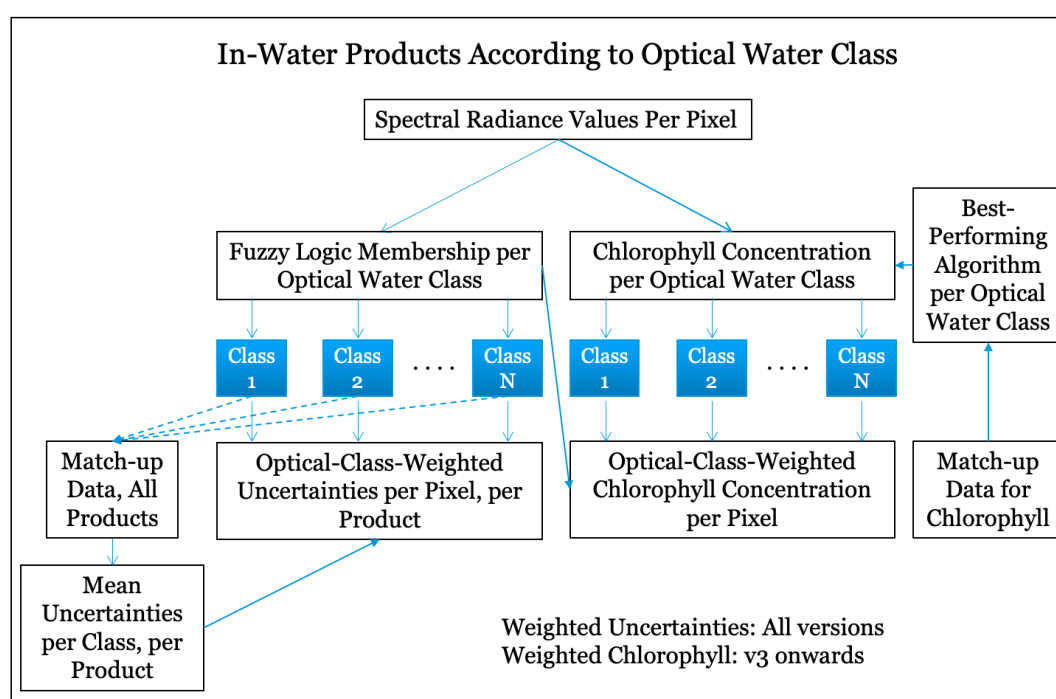 In-Water Products According to Optical Water Class
Spectral Radiance Values Per Pixel
Fuzzy Logic Membership per
Optical Water Class
Chlorophyll Concentration
per Optical Water Class
Best-
Performing
Algorithm
per Optical
Water Class
Class
1
Class
2
....
Class
N
Class
1
Class
2
....
Class
N
Match-up
Data, All
Products
Optical-Class-Weighted
Uncertainties per Pixel, per
Product
Optical-Class-Weighted
Chlorophyll Concentration
per Pixel
Match-up
Data for
Chlorophyll
Mean
Uncertainties
per Class, per
Product
Weighted Uncertainties: All versions
Weighted Chlorophyll: v3 onwards